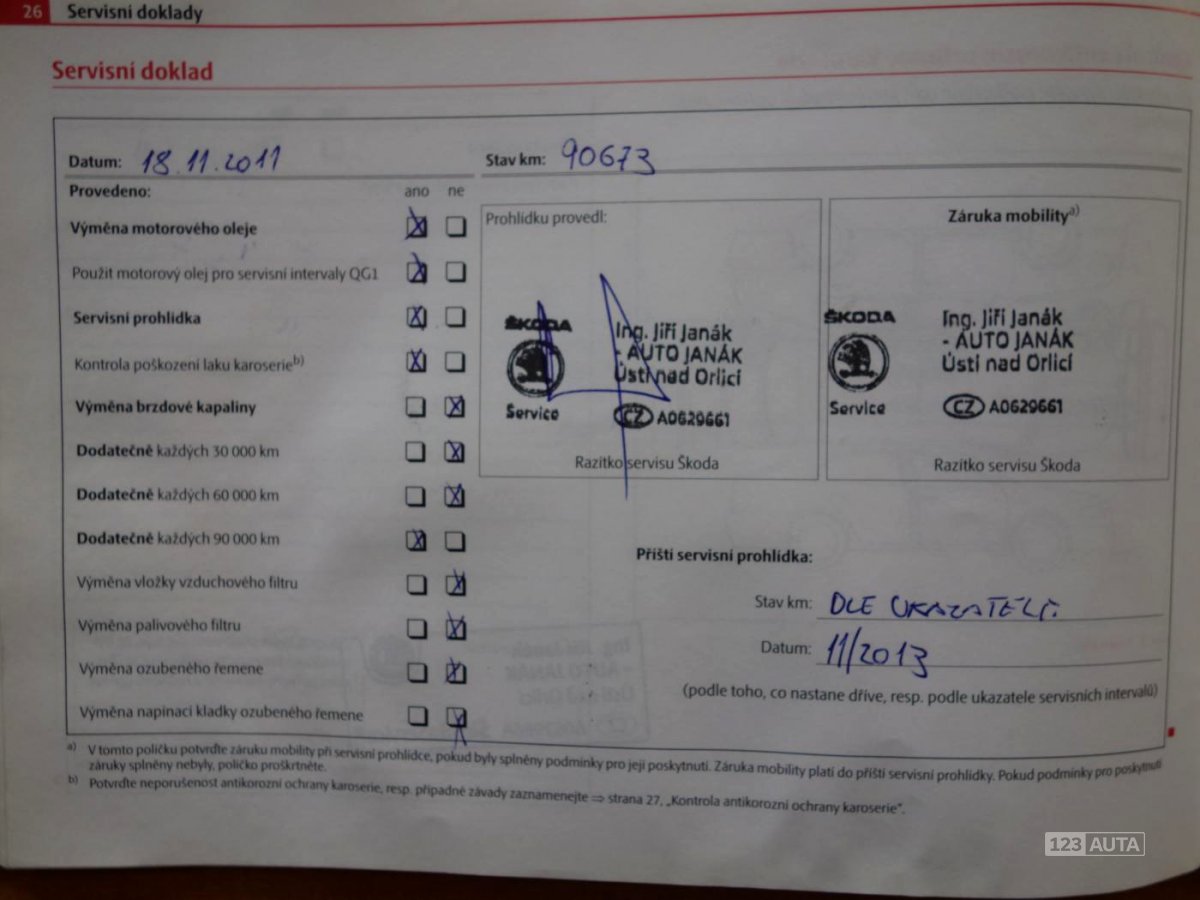 26 Servisní doklady
Servisní doklad
Datum: 18.11.2011 Stav km: 90673
Provedeno: ano ne
Výměna motorového oleje
Použit motorový olej pro servisní intervaly QG1
Servisní prohlídka
Kontrola poškození laku karoserie b)
Výměna brzdové kapaliny
Dodatečně každých 30 000 km
Dodatečně každých 60 000 km
Dodatečně každých 90 000 km
Výměna vložky vzduchového filtru
Výměna palivového filtru
Výměna ozubeného řemene
Výměna napínací kladky ozubeného řemene
Prohlídku provedl:
ŠKODA
Service
Ing. Jiří Janák
- AUTO JANÁK
Ústí nad Orlicí
CZ A0629661
Razítko servisu Škoda
Záruka mobility a)
ŠKODA
Service
Ing. Jiří Janák
- AUTO JANÁK
Ústí nad Orlicí
CZ A0629661
Razítko servisu Škoda
Příští servisní prohlídka:
Stav km: DLE UKAZATELE
Datum: 11/2013
(podle toho, co nastane dříve, resp. podle ukazatele servisních intervalů)
a) V tomto políčku potvrďte záruku mobility při servisní prohlídce, pokud byly splněny podmínky pro její poskytnutí. Záruka mobility platí do příští servisní prohlídky. Pokud podmínky pro poskytnutí
záruky splněny nebyly, políčko proškrtněte.
b) Potvrďte neporušenost antikorozní ochrany karoserie, resp. případné závady zaznamenejte ⇒ strana 27, „Kontrola antikorozní ochrany karoserie".
123 AUTA